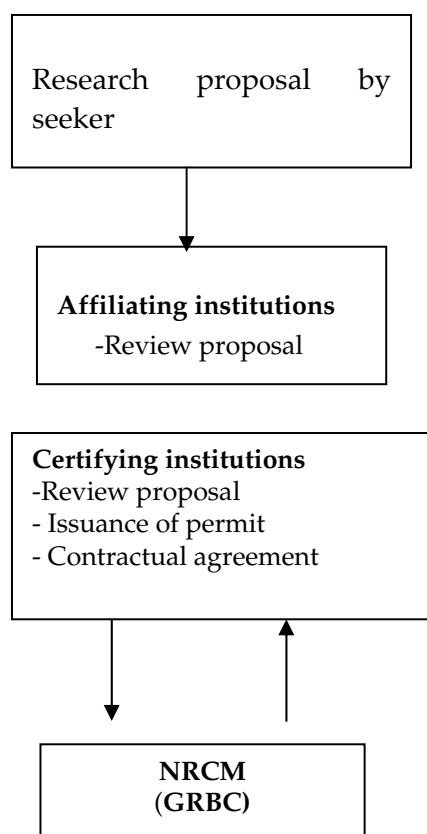 Research proposal by
seeker
Affiliating institutions
-Review proposal
Certifying institutions
-Review proposal
- Issuance of permit
- Contractual agreement
NRCM
(GRBC)